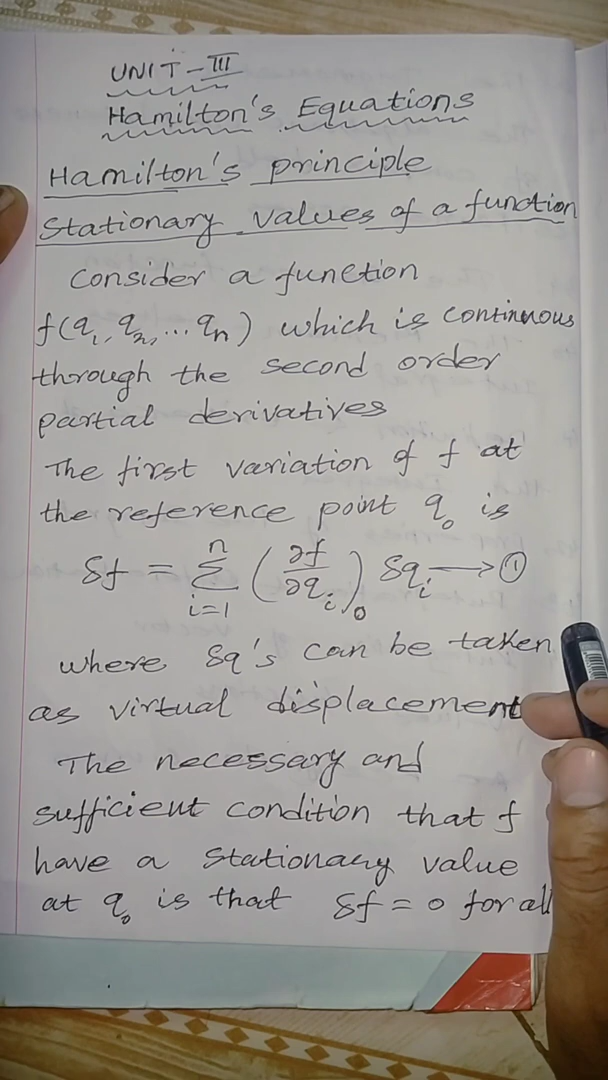 UNIT-III
Hamilton's Equations
Hamilton's principle
Stationary values of a function
Consider a function
f(q₁, q₂, ... qₙ) which is continuous
through the second order
partial derivatives
The first variation of f at
the reference point q₀ is
δf = Σⁿᵢ₌₁ (∂f/∂qᵢ)₀ δqᵢ → ①
where δq's can be taken
as virtual displacement
The necessary and
sufficient condition that f
have a stationary value
at q₀ is that δf = 0 for all